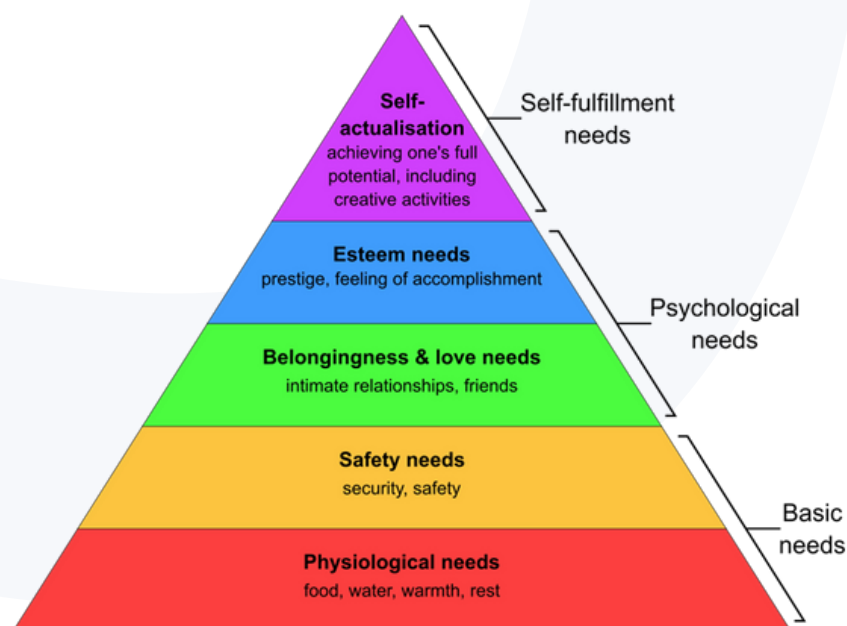 Self-
actualisation
achieving one's full
potential, including
creative activities
Self-fulfillment
needs
Esteem needs
prestige, feeling of accomplishment
Psychological
needs
Belongingness & love needs
intimate relationships, friends
Safety needs
security, safety
Basic
needs
Physiological needs
food, water, warmth, rest